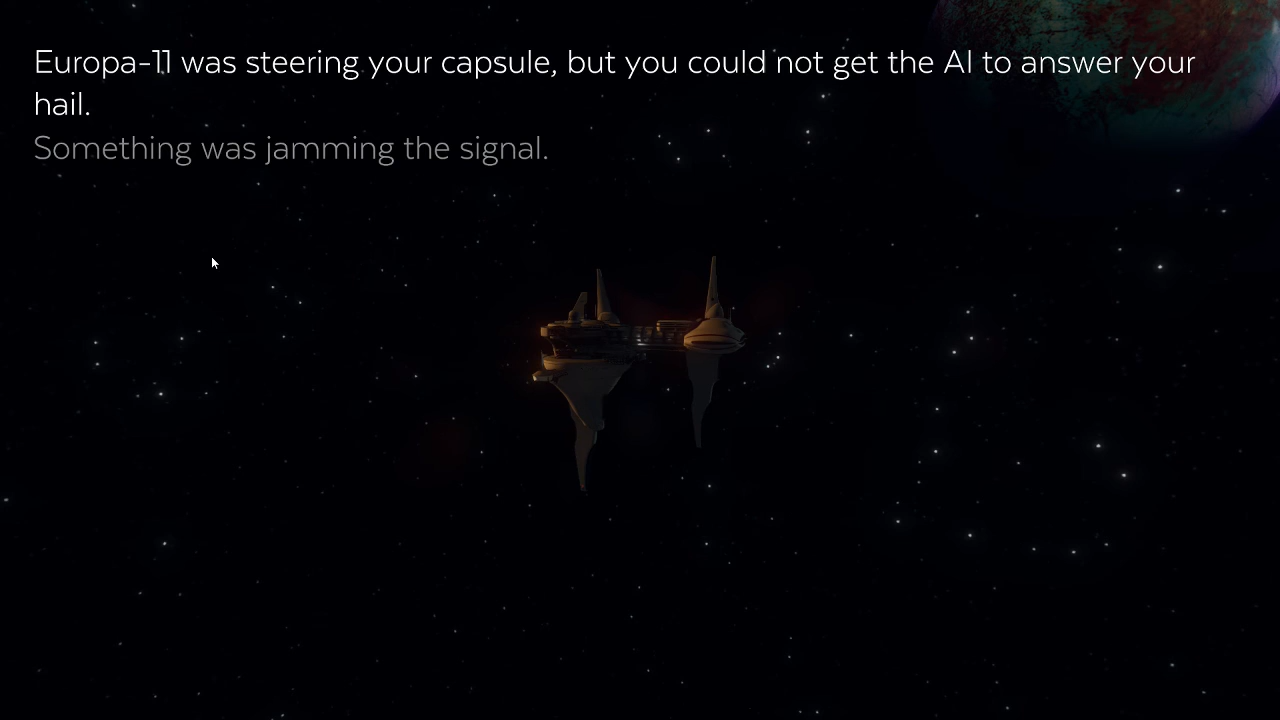 Europa-11 was steering your capsule, but you could not get the AI to answer your
hail.
Something was jamming the signal.